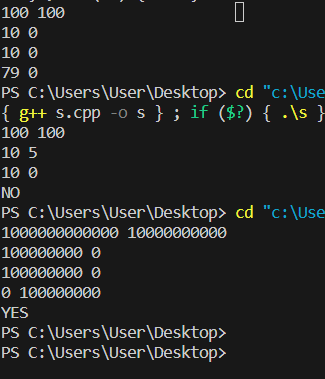 100 100
10 0
10 0
79 0
PS C:\Users\User\Desktop> cd "c:\Use
{ g++ s.cpp -o s } ; if ($?) { .\s }
100 100
10 5
10 0
NO
PS C:\Users\User\Desktop> cd "c:\Use
1000000000000 10000000000
100000000 0
100000000 0
0 100000000
YES
PS C:\Users\User\Desktop>
PS C:\Users\User\Desktop>